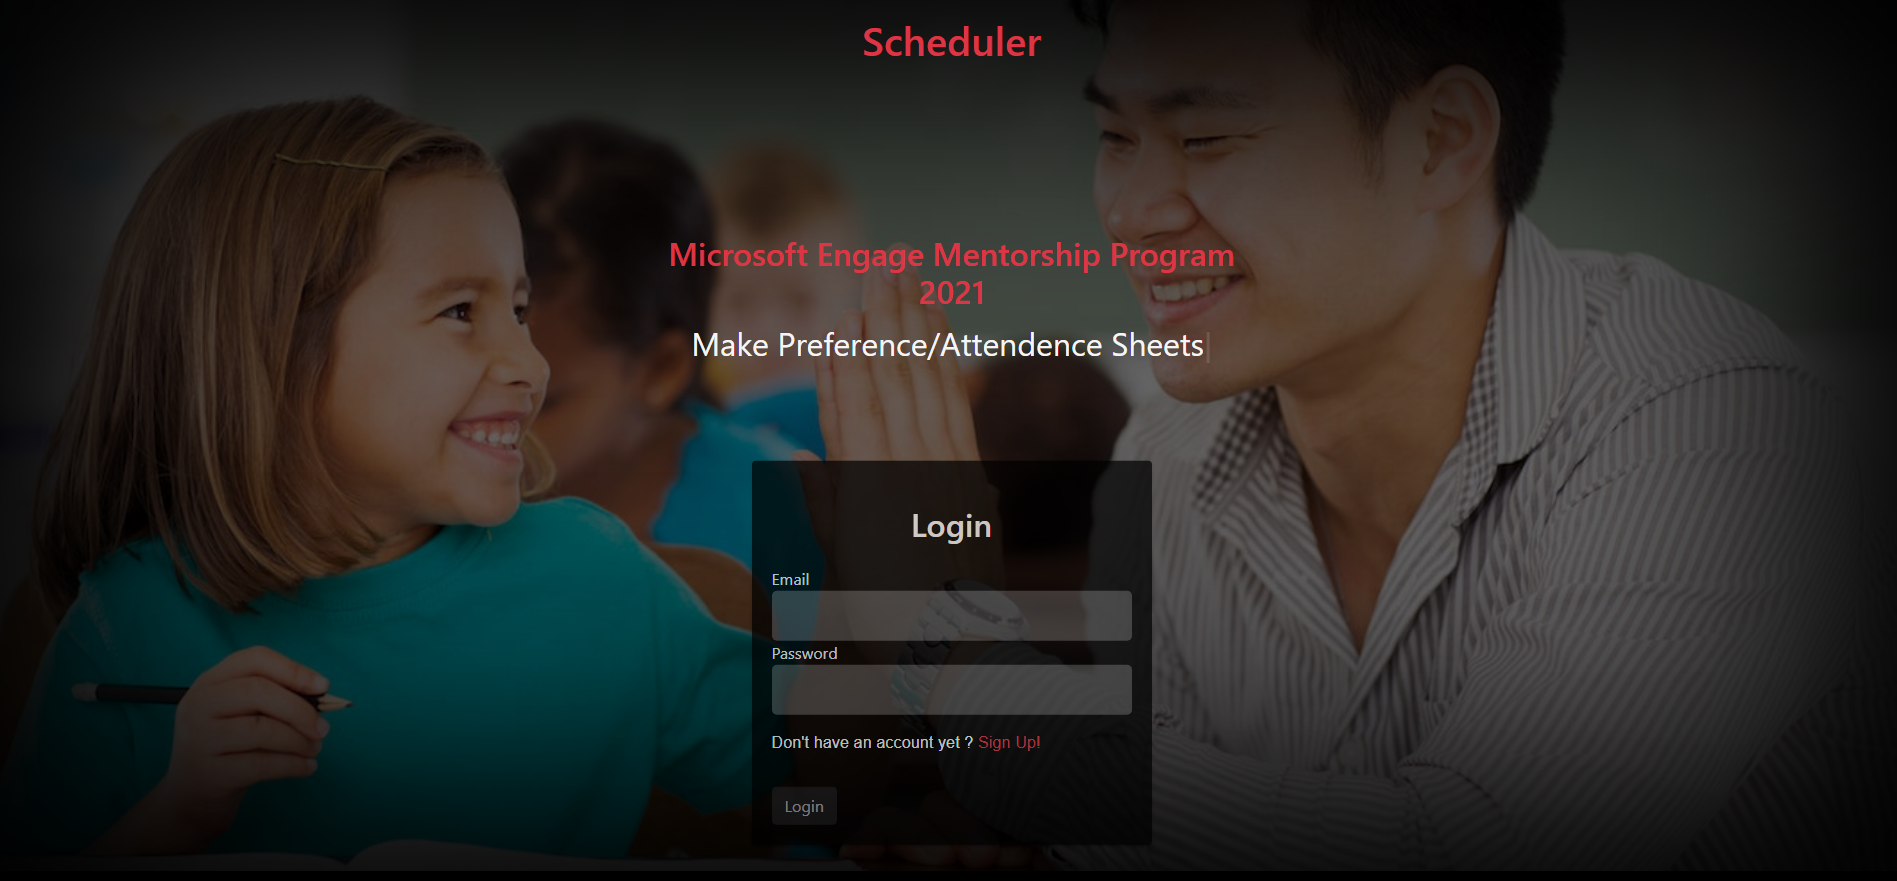 Scheduler
Microsoft Engage Mentorship Program
2021
Make Preference/Attendence Sheets
Login
Email
Password
Don't have an account yet ? Sign Up!
Login